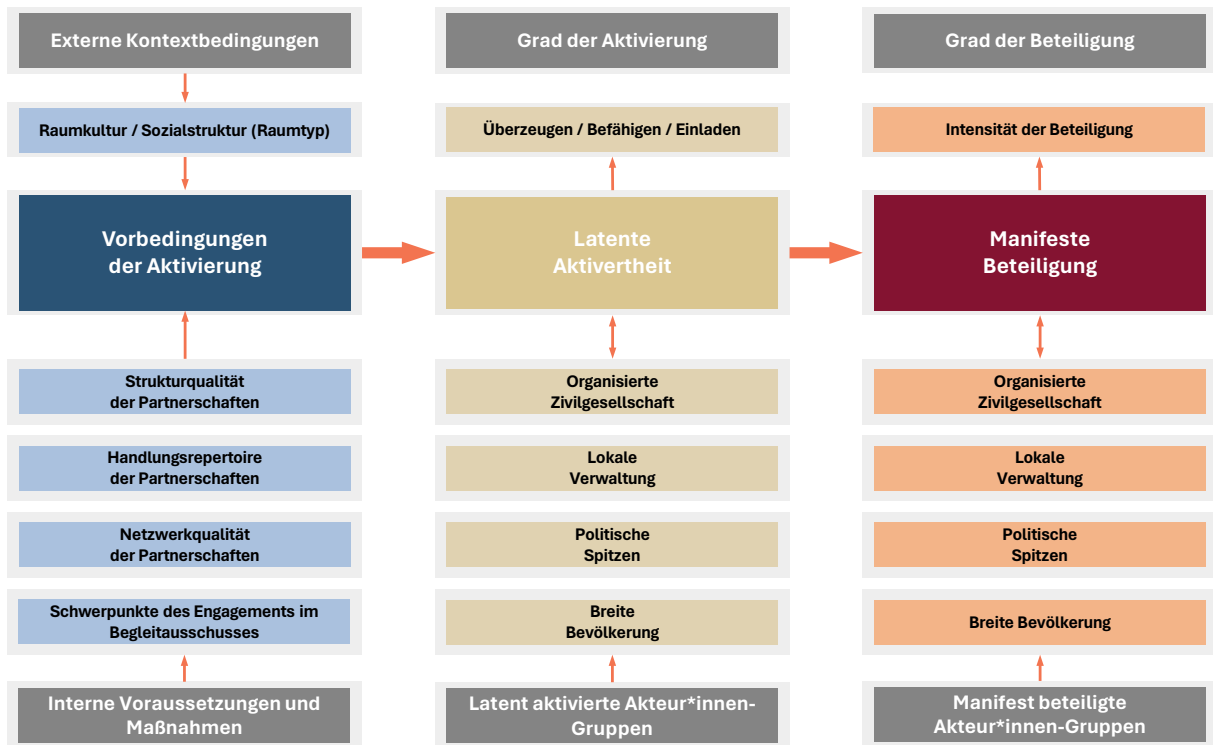 Externe Kontextbedingungen
Grad der Aktivierung
Grad der Beteiligung
Raumkultur / Sozialstruktur (Raumtyp)
Überzeugen / Befähigen / Einladen
Intensität der Beteiligung
Vorbedingungen
der Aktivierung
Latente
Aktivertheit
Manifeste
Beteiligung
Strukturqualität
der Partnerschaften
Organisierte
Zivilgesellschaft
Organisierte
Zivilgesellschaft
Handlungsrepertoire
der Partnerschaften
Lokale
Verwaltung
Lokale
Verwaltung
Netzwerkqualität
der Partnerschaften
Politische
Spitzen
Politische
Spitzen
Schwerpunkte des Engagements im
Begleitausschusses
Breite
Bevölkerung
Breite Bevölkerung
Interne Voraussetzungen und
Maßnahmen
Latent aktivierte Akteur*innen-
Gruppen
Manifest beteiligte
Akteur*innen-Gruppen